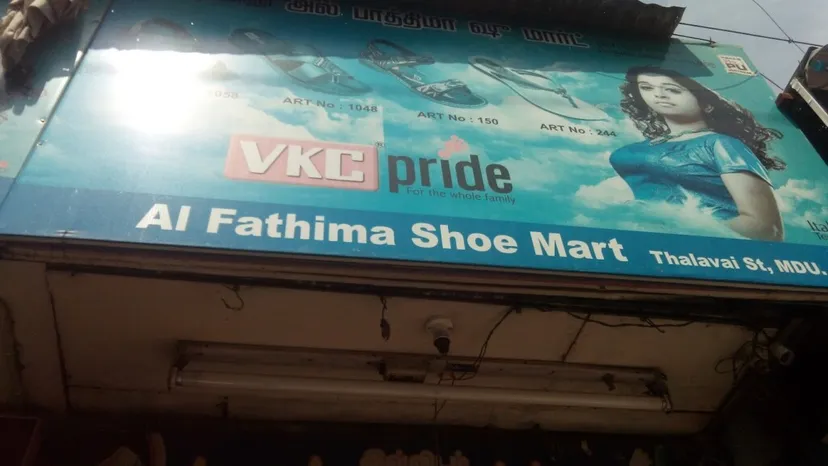 அல் பாத்திமா ஷு மார்ட்
ART No : 1048
ART No : 150
ART No : 244
VKC pride
For the whole family
Al Fathima Shoe Mart
Thalavai St, MDU.